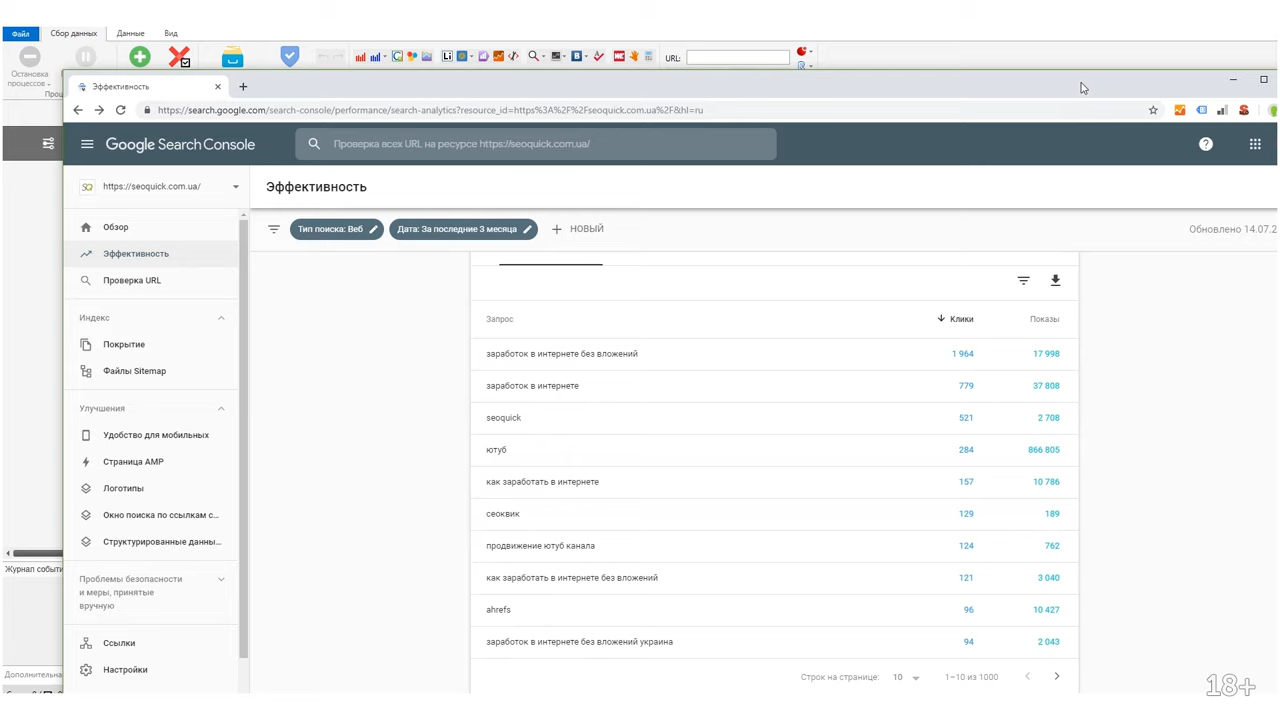 Файл Сбор данных Данные Вид
Остановка
процессов
URL:
Эффективность
https://search.google.com/search-console/performance/search-analytics?resource_id=https%3A%2F%2Fseoquick.com.ua%2F&hl=ru
Google Search Console
Проверка всех URL на ресурсе https://seoquick.com.ua/
https://seoquick.com.ua/
Эффективность
Тип поиска: Веб
Дата: За последние 3 месяца
НОВЫЙ
Обновлено 14.07.2
Обзор
Эффективность
Проверка URL
Индекс
Покрытие
Файлы Sitemap
Улучшения
Удобство для мобильных
Страница AMP
Логотипы
Окно поиска по ссылкам с...
Структурированные данны...
Проблемы безопасности
и меры, принятые
вручную
Ссылки
Настройки
Журнал событи
Дополнительна
Запрос Клики Показы
заработок в интернете без вложений 1 964 17 998
заработок в интернете 779 37 808
seoquick 521 2 708
ютуб 284 866 805
как заработать в интернете 157 10 786
сеоквик 129 189
продвижение ютуб канала 124 762
как заработать в интернете без вложений 121 3 040
ahrefs 96 10 427
заработок в интернете без вложений украина 94 2 043
Строк на странице: 10 1–10 из 1000
18+